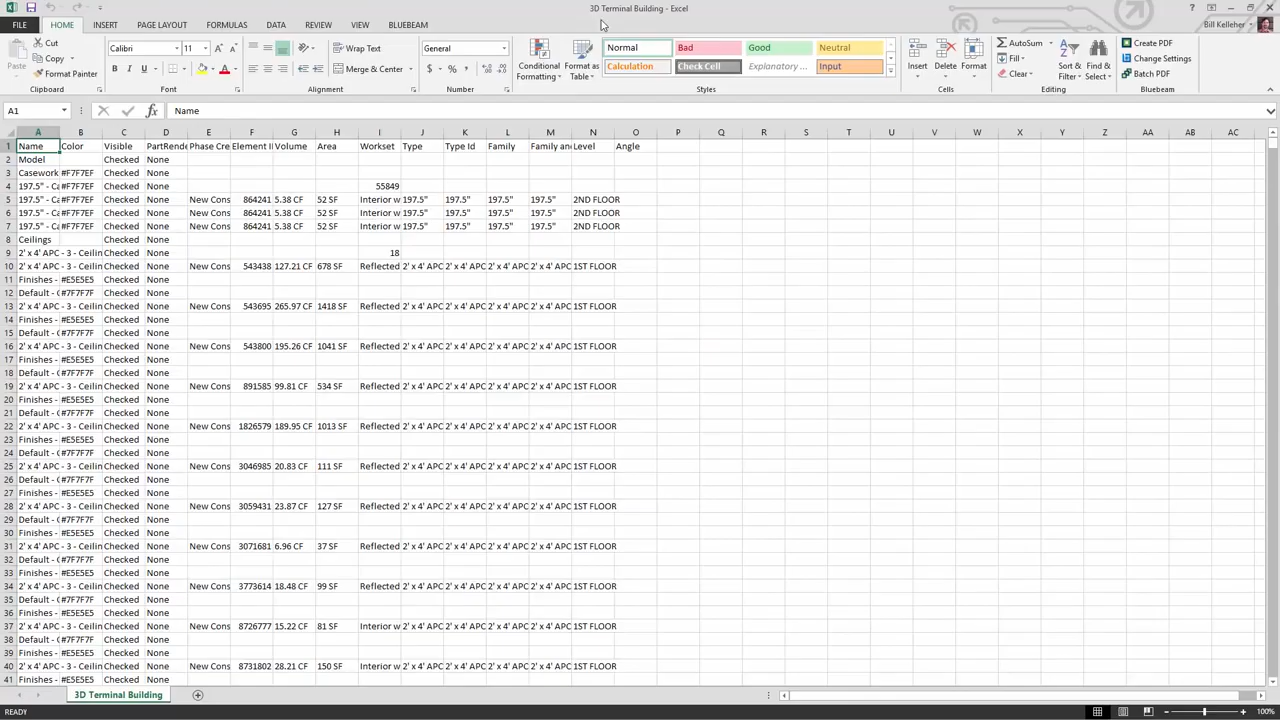 3D Terminal Building - Excel
FILE HOME INSERT PAGE LAYOUT FORMULAS DATA REVIEW VIEW BLUEBEAM Bill Kelleher
Cut
Copy
Format Painter
Paste
Clipboard
Calibri 11
B I U
Font
Wrap Text
Merge & Center
Alignment
General
$ % ,
Number
Conditional Formatting
Format as Table
Normal Bad Good Neutral
Calculation Check Cell Explanatory ... Input
Styles
Insert Delete Format
Cells
AutoSum
Fill
Clear
Sort & Filter
Find & Select
Editing
Create PDF
Change Settings
Batch PDF
Bluebeam
A1 fx Name
A B C D E F G H I J K L M N O P Q R S T U V W X Y Z AA AB AC
1 Name Color Visible PartRende Phase Cre Element I Volume Area Workset Type Type Id Family Family an Level Angle
2 Model Checked None
3 Casework #F7F7EF Checked None
4 197.5" - Ca #F7F7EF Checked None 55849
5 197.5" - Ca #F7F7EF Checked None New Cons 864241 5.38 CF 52 SF Interior w 197.5" 197.5" 197.5" 197.5" 2ND FLOOR
6 197.5" - Ca #F7F7EF Checked None New Cons 864241 5.38 CF 52 SF Interior w 197.5" 197.5" 197.5" 197.5" 2ND FLOOR
7 197.5" - Ca #F7F7EF Checked None New Cons 864241 5.38 CF 52 SF Interior w 197.5" 197.5" 197.5" 197.5" 2ND FLOOR
8 Ceilings Checked None
9 2' x 4' APC - 3 - Ceilin Checked None 18
10 2' x 4' APC - 3 - Ceilin Checked None New Cons 543438 127.21 CF 678 SF Reflected 2' x 4' APC 2' x 4' APC 2' x 4' APC 2' x 4' APC 1ST FLOOR
11 Finishes - #E5E5E5 Checked None
12 Default - C #7F7F7F Checked None
13 2' x 4' APC - 3 - Ceilin Checked None New Cons 543695 265.97 CF 1418 SF Reflected 2' x 4' APC 2' x 4' APC 2' x 4' APC 2' x 4' APC 1ST FLOOR
14 Finishes - #E5E5E5 Checked None
15 Default - C #7F7F7F Checked None
16 2' x 4' APC - 3 - Ceilin Checked None New Cons 543800 195.26 CF 1041 SF Reflected 2' x 4' APC 2' x 4' APC 2' x 4' APC 2' x 4' APC 1ST FLOOR
17 Finishes - #E5E5E5 Checked None
18 Default - C #7F7F7F Checked None
19 2' x 4' APC - 3 - Ceilin Checked None New Cons 891585 99.81 CF 534 SF Reflected 2' x 4' APC 2' x 4' APC 2' x 4' APC 2' x 4' APC 1ST FLOOR
20 Finishes - #E5E5E5 Checked None
21 Default - C #7F7F7F Checked None
22 2' x 4' APC - 3 - Ceilin Checked None New Cons 1826579 189.95 CF 1013 SF Reflected 2' x 4' APC 2' x 4' APC 2' x 4' APC 2' x 4' APC 1ST FLOOR
23 Finishes - #E5E5E5 Checked None
24 Default - C #7F7F7F Checked None
25 2' x 4' APC - 3 - Ceilin Checked None New Cons 3046985 20.83 CF 111 SF Reflected 2' x 4' APC 2' x 4' APC 2' x 4' APC 2' x 4' APC 1ST FLOOR
26 Default - C #7F7F7F Checked None
27 Finishes - #E5E5E5 Checked None
28 2' x 4' APC - 3 - Ceilin Checked None New Cons 3059431 23.87 CF 127 SF Reflected 2' x 4' APC 2' x 4' APC 2' x 4' APC 2' x 4' APC 1ST FLOOR
29 Default - C #7F7F7F Checked None
30 Finishes - #E5E5E5 Checked None
31 2' x 4' APC - 3 - Ceilin Checked None New Cons 3071681 6.96 CF 37 SF Reflected 2' x 4' APC 2' x 4' APC 2' x 4' APC 2' x 4' APC 1ST FLOOR
32 Default - C #7F7F7F Checked None
33 Finishes - #E5E5E5 Checked None
34 2' x 4' APC - 3 - Ceilin Checked None New Cons 3773614 18.48 CF 99 SF Reflected 2' x 4' APC 2' x 4' APC 2' x 4' APC 2' x 4' APC 1ST FLOOR
35 Default - C #7F7F7F Checked None
36 Finishes - #E5E5E5 Checked None
37 2' x 4' APC - 3 - Ceilin Checked None New Cons 8726777 15.22 CF 81 SF Interior w 2' x 4' APC 2' x 4' APC 2' x 4' APC 2' x 4' APC 1ST FLOOR
38 Default - C #7F7F7F Checked None
39 Finishes - #E5E5E5 Checked None
40 2' x 4' APC - 3 - Ceilin Checked None New Cons 8731802 28.21 CF 150 SF Interior w 2' x 4' APC 2' x 4' APC 2' x 4' APC 2' x 4' APC 1ST FLOOR
41 Finishes - #E5E5E5 Checked None
3D Terminal Building
READY 100%